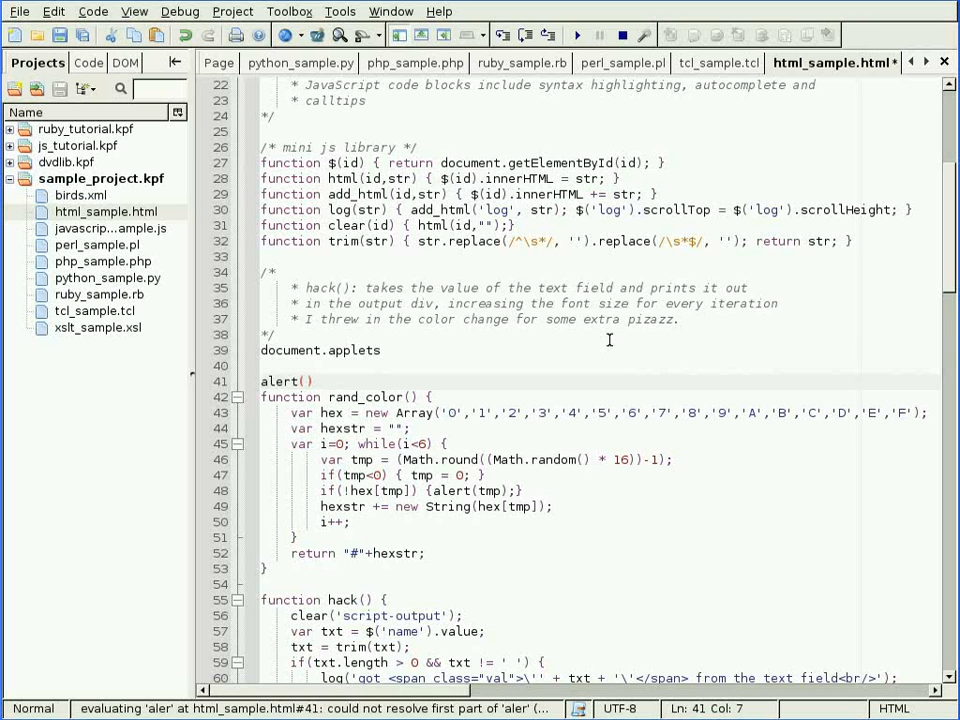 File Edit Code View Debug Project Toolbox Tools Window Help
Projects Code DOM
Page python_sample.py php_sample.php ruby_sample.rb perl_sample.pl tcl_sample.tcl html_sample.html*
Name
ruby_tutorial.kpf
js_tutorial.kpf
dvdlib.kpf
sample_project.kpf
birds.xml
html_sample.html
javascrip...ample.js
perl_sample.pl
php_sample.php
python_sample.py
ruby_sample.rb
tcl_sample.tcl
xslt_sample.xsl
22 * JavaScript code blocks include syntax highlighting, autocomplete and
23 * calltips
24 */
25
26 /* mini js library */
27 function $(id) { return document.getElementById(id); }
28 function html(id,str) { $(id).innerHTML = str; }
29 function add_html(id,str) { $(id).innerHTML += str; }
30 function log(str) { add_html('log', str); $('log').scrollTop = $('log').scrollHeight; }
31 function clear(id) { html(id,"");}
32 function trim(str) { str.replace(/^\s*/, '').replace(/\s*$/, ''); return str; }
33
34 /*
35 * hack(): takes the value of the text field and prints it out
36 * in the output div, increasing the font size for every iteration
37 * I threw in the color change for some extra pizazz.
38 */
39 document.applets
40
41 alert()
42 function rand_color() {
43 var hex = new Array('0','1','2','3','4','5','6','7','8','9','A','B','C','D','E','F');
44 var hexstr = "";
45 var i=0; while(i<6) {
46 var tmp = (Math.round((Math.random() * 16))-1);
47 if(tmp<0) { tmp = 0; }
48 if(!hex[tmp]) {alert(tmp);}
49 hexstr += new String(hex[tmp]);
50 i++;
51 }
52 return "#"+hexstr;
53 }
54
55 function hack() {
56 clear('script-output');
57 var txt = $('name').value;
58 txt = trim(txt);
59 if(txt.length > 0 && txt != ' ') {
60 log('got <span class="val">\'' + txt + '\'</span> from the text field<br/>');
Normal evaluating 'aler' at html_sample.html#41: could not resolve first part of 'aler' (... UTF-8 Ln: 41 Col: 7 HTML